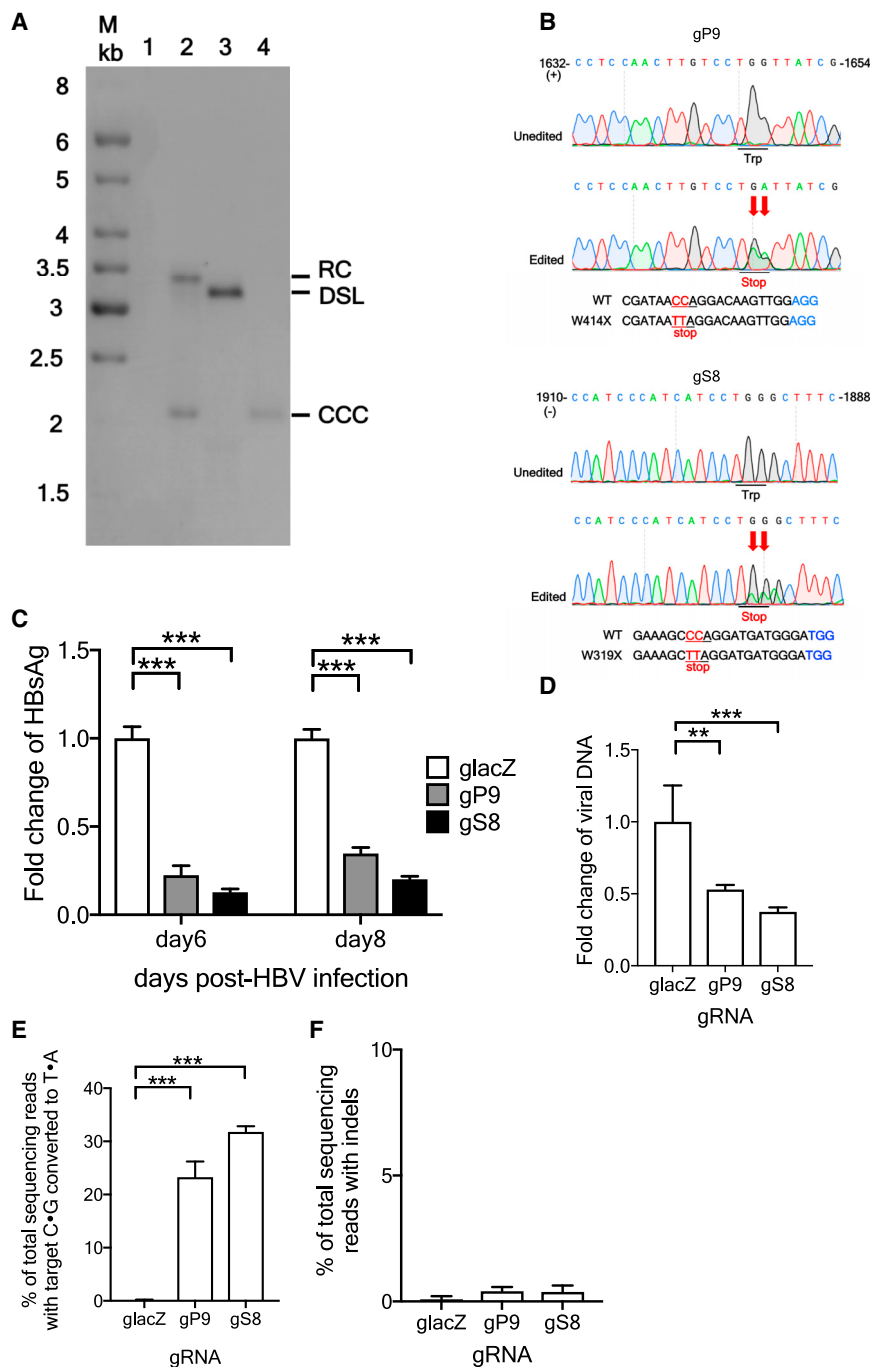 A
M
kb
1 2 3 4
8
6
5
4
3.5
3
2.5
2
1.5
RC
DSL
CCC
B
gP9
1632- C C T C C A A C T T G T C C T G G T T A T C G -1654
(+)
Unedited
Trp
C C T C C A A C T T G T C C T G A T T A T C G
Edited
Stop
WT CGATAACCAGGACAAGTTGGAGG
W414X CGATAATTAGGACAAGTTGGAGG
stop
gS8
1910- C C A T C C C A T C A T C C T G G G C T T T C -1888
(-)
Unedited
Trp
C C A T C C C A T C A T C C T G G G C T T T C
Edited
Stop
WT GAAAGCCCAGGATGATGGGATGG
W319X GAAAGCTTAGGATGATGGGATGG
stop
C
Fold change of HBsAg
1.5
1.0
0.5
0.0
***
***
***
***
glacZ
gP9
gS8
day6 day8
days post-HBV infection
D
Fold change of viral DNA
1.5
1.0
0.5
0.0
***
**
glacZ gP9 gS8
gRNA
E
% of total sequencing reads
with target C•G converted to T•A
40
30
20
10
0
***
***
glacZ gP9 gS8
gRNA
F
% of total sequencing
reads with indels
10
5
0
glacZ gP9 gS8
gRNA